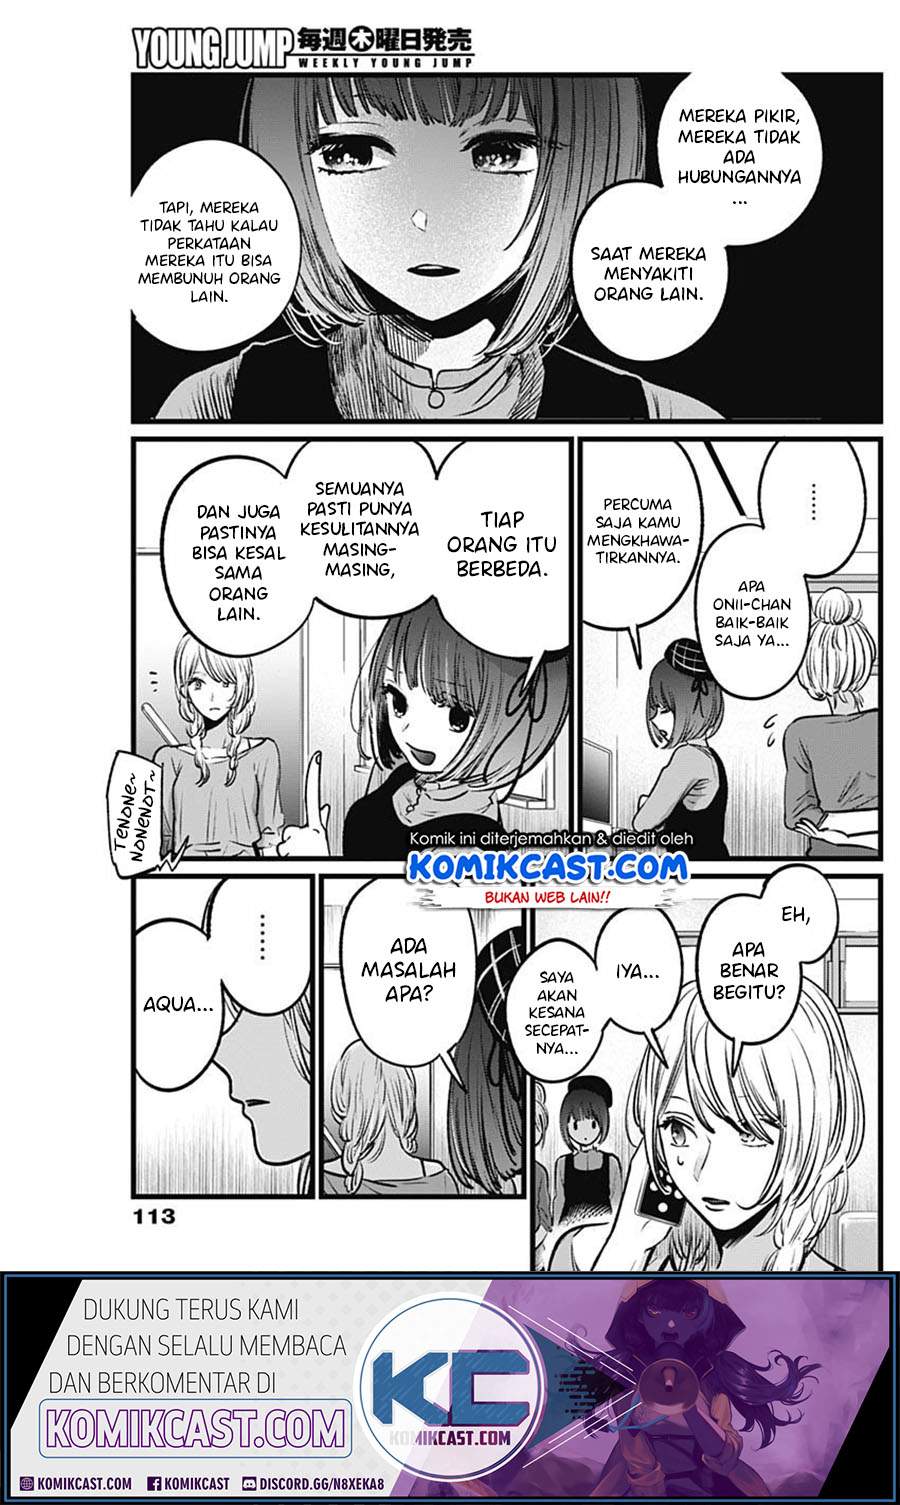 YOUNG JUMP 毎週木曜日発売
WEEKLY YOUNG JUMP
MEREKA PIKIR,
MEREKA TIDAK
ADA
HUBUNGANNYA
...
SAAT MEREKA
MENYAKITI
ORANG LAIN.
TAPI, MEREKA
TIDAK TAHU KALAU
PERKATAAN
MEREKA ITU BISA
MEMBUNUH ORANG
LAIN.
......
APA
ONII-CHAN
BAIK-BAIK
SAJA YA...
PERCUMA
SAJA KAMU
MENGKHAWA-
TIRKANNYA.
TIAP
ORANG ITU
BERBEDA.
SEMUANYA
PASTI PUNYA
KESULITANNYA
MASING-
MASING,
DAN JUGA
PASTINYA
BISA KESAL
SAMA
ORANG
LAIN.
TENONE~
NONENOT~
Komik ini diterjemahkan & diedit oleh
KOMIKCAST.COM
BUKAN WEB LAIN!!
EH,
APA
BENAR
BEGITU?
IYA...
SAYA
AKAN
KESANA
SECEPAT-
NYA...
ADA
MASALAH
APA?
......
AQUA...
113
DUKUNG TERUS KAMI
DENGAN SELALU MEMBACA
DAN BERKOMENTAR DI
KOMIKCAST.COM
KC
KOMIKCAST.COM
KOMIKCAST.COM KOMIKCAST DISCORD.GG/N8XEKA8